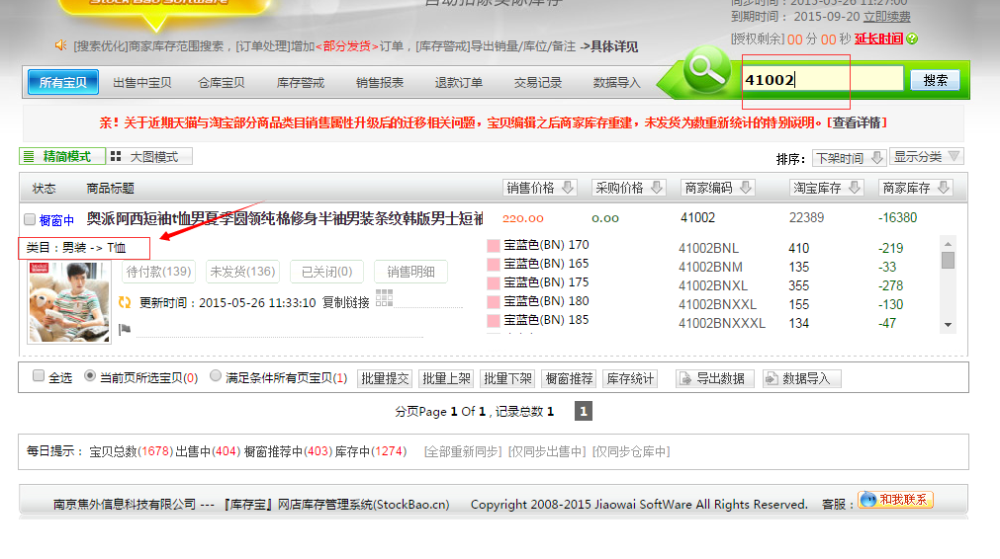 Stock Bao Software
自动扣除实际库存
同步时间：2015-05-26 11:27:00
到期时间： 2015-09-20 立即续费
[搜索优化]商家库存范围搜索，[订单处理]增加<部分发货>订单，[库存警戒]导出销量/库位/备注 ->具体详见
[授权剩余] 00 分 00 秒 延长时间
所有宝贝 出售中宝贝 仓库宝贝 库存警戒 销售报表 退款订单 交易记录 数据导入 41002 搜索
亲！关于近期天猫与淘宝部分商品类目销售属性升级后的迁移相关问题，宝贝编辑之后商家库存重建，未发货为数重新统计的特别说明。[查看详情]
精简模式 大图模式 排序： 下架时间 显示分类
状态 商品标题 销售价格 采购价格 商家编码 淘宝库存 商家库存
橱窗中 奥派阿西短袖t恤男夏季圆领纯棉修身半袖男装条纹韩版男士短袖 220.00 0.00 41002 22389 -16380
类目：男装 -> T恤
宝蓝色(BN) 170 41002BNL 410 -219
待付款(139) 未发货(136) 已关闭(0) 销售明细
宝蓝色(BN) 165 41002BNM 135 -33
宝蓝色(BN) 175 41002BNXL 355 -278
更新时间：2015-05-26 11:33:10 复制链接
宝蓝色(BN) 180 41002BNXXL 155 -130
宝蓝色(BN) 185 41002BNXXXL 134 -47
全选 当前页所选宝贝(0) 满足条件所有页宝贝(1) 批量提交 批量上架 批量下架 橱窗推荐 库存统计 导出数据 数据导入
分页Page 1 Of 1 , 记录总数 1 1
每日提示： 宝贝总数(1678) 出售中(404) 橱窗推荐中(403) 库存中(1274) [全部重新同步] [仅同步出售中] [仅同步仓库中]
南京焦外信息科技有限公司 --- 『库存宝』网店库存管理系统(StockBao.cn) Copyright 2008-2015 Jiaowai SoftWare All Rights Reserved. 客服： 和我联系